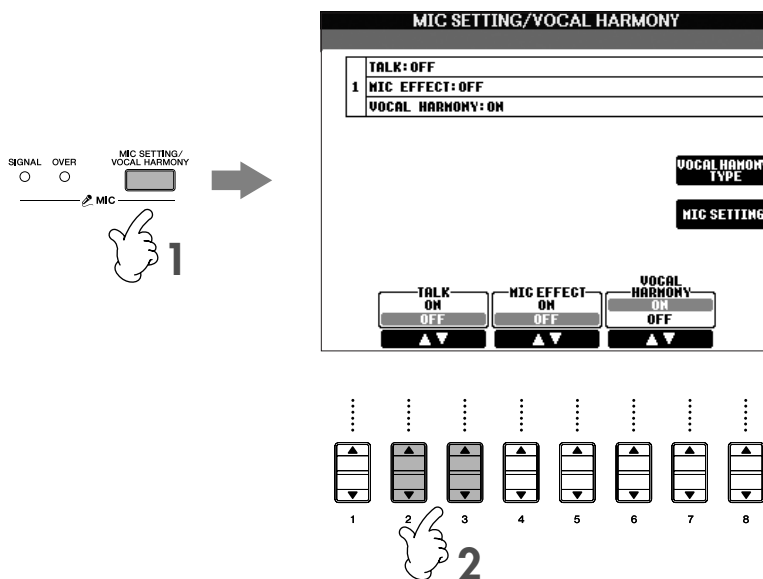 MIC SETTING/VOCAL HARMONY
TALK:OFF
1 MIC EFFECT:OFF
VOCAL HARMONY:ON
SIGNAL OVER MIC SETTING/
VOCAL HARMONY
MIC
1
VOCAL HAMON
TYPE
MIC SETTING
TALK
ON
OFF
MIC EFFECT
ON
OFF
VOCAL
HARMONY
ON
OFF
1 2 3 4 5 6 7 8
2